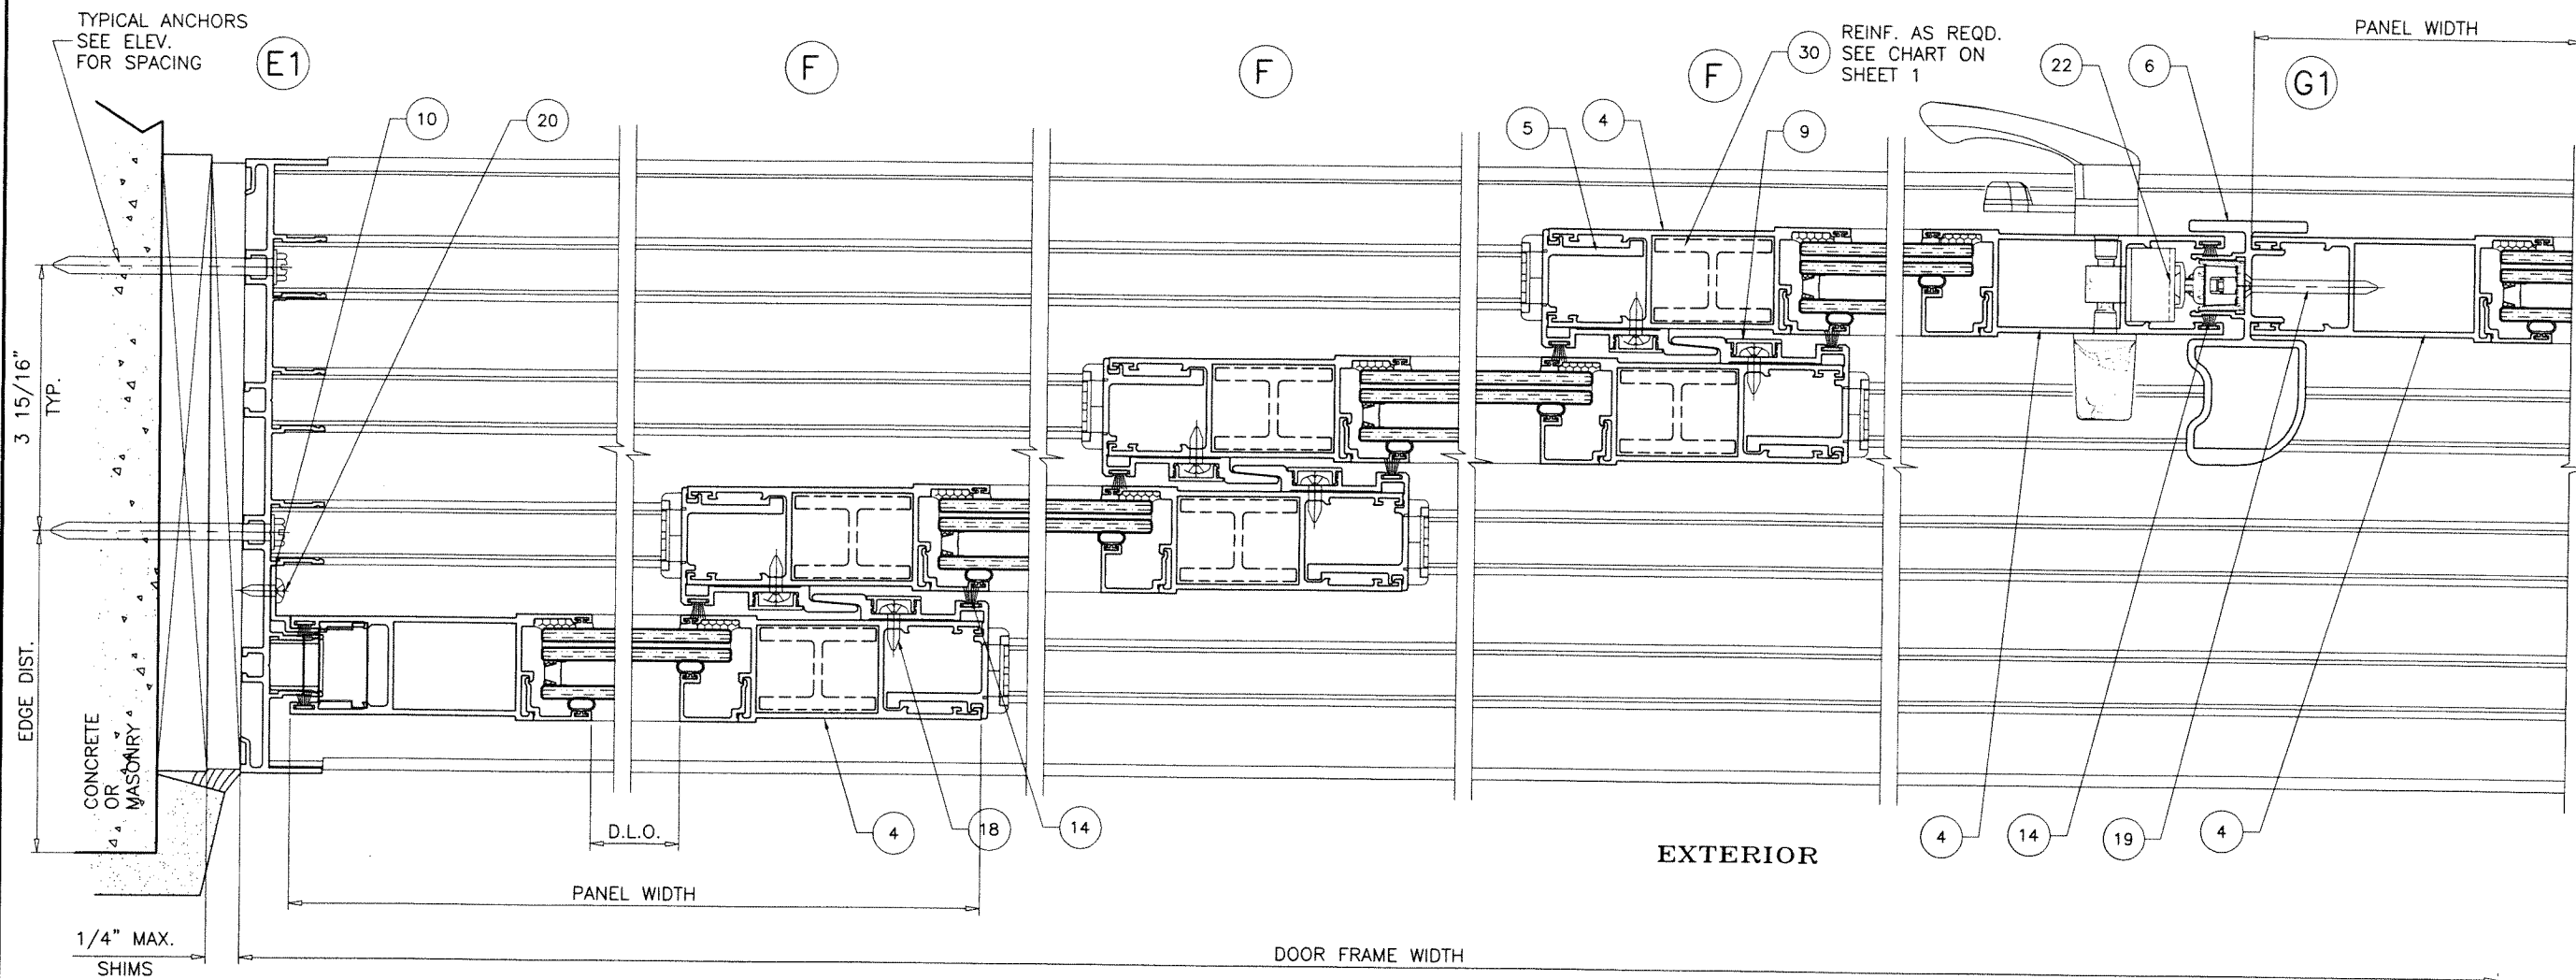 TYPICAL ANCHORS
SEE ELEV.
FOR SPACING
E1
F
F
F
30
REINF. AS REQD.
SEE CHART ON
SHEET 1
22
6
PANEL WIDTH
G1
10
20
5
4
9
3 15/16"
TYP.
EDGE DIST.
CONCRETE
OR
MASONRY
D.L.O.
4
18
14
EXTERIOR
4
14
19
4
PANEL WIDTH
1/4" MAX.
SHIMS
DOOR FRAME WIDTH